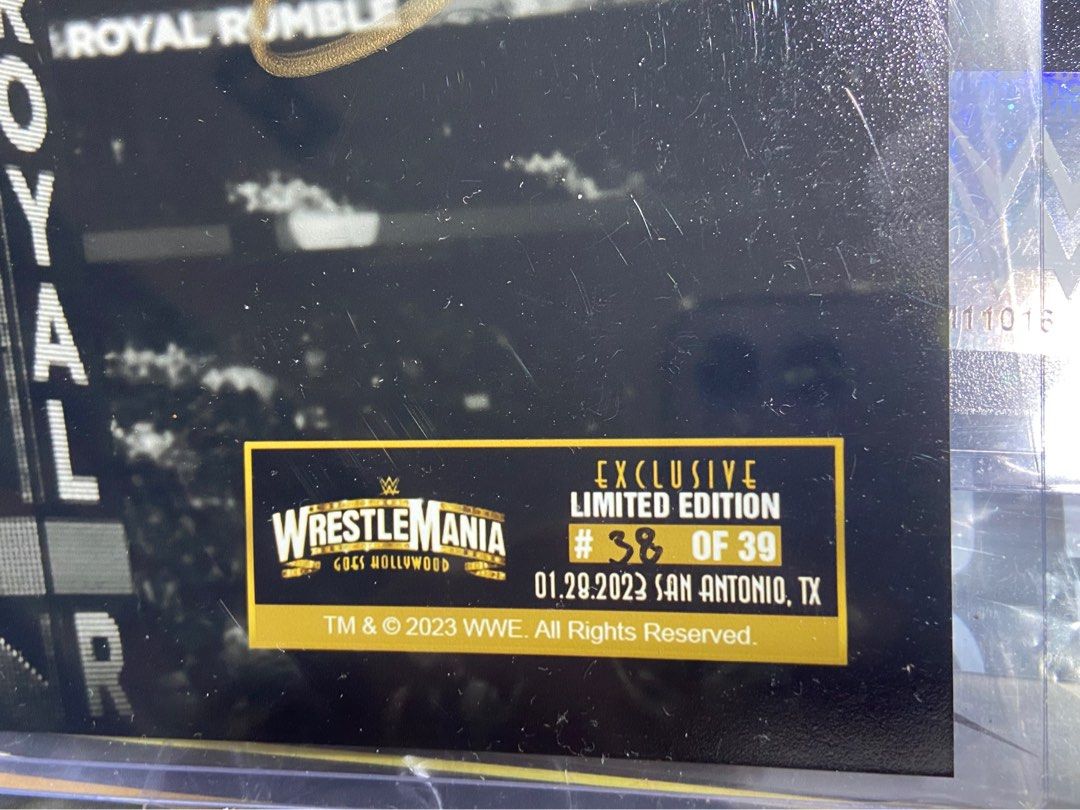 ROYAL RUMBLE
ROYAL R
111016
W
WRESTLEMANIA
GOES HOLLYWOOD
EXCLUSIVE
LIMITED EDITION
# 38 OF 39
01.28.2023 SAN ANTONIO, TX
TM & © 2023 WWE. All Rights Reserved.